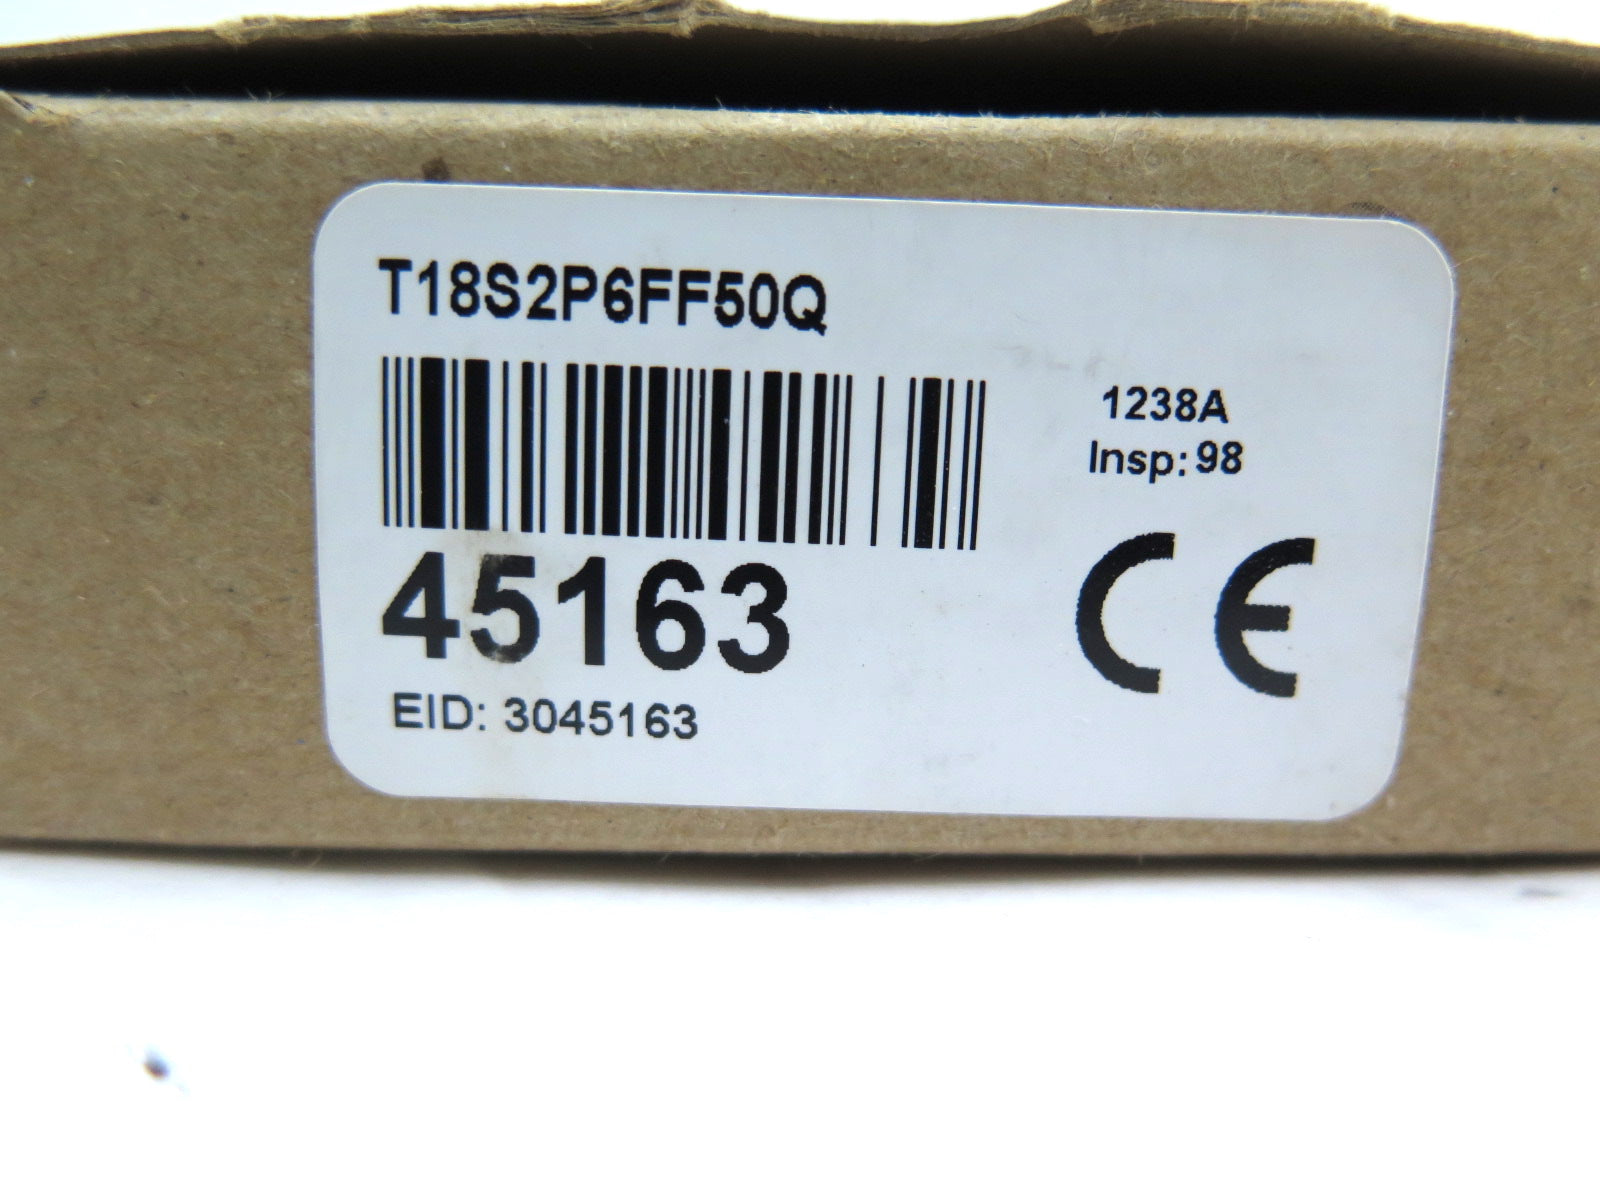 T18S2P6FF50Q
45163
EID: 3045163
1238A
Insp: 98
CE